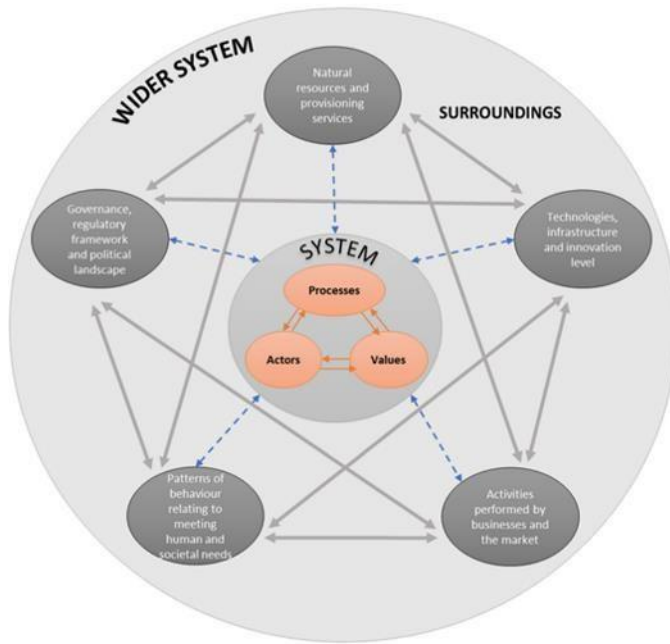 WIDER SYSTEM
Natural
resources and
provisioning
services
SURROUNDINGS
Governance,
regulatory
framework
and political
landscape
Technologies,
infrastructure
and innovation
level
SYSTEM
Processes
Actors
Values
Patterns of
behaviour
relating to
meeting
human and
societal needs
Activities
performed by
businesses and
the market